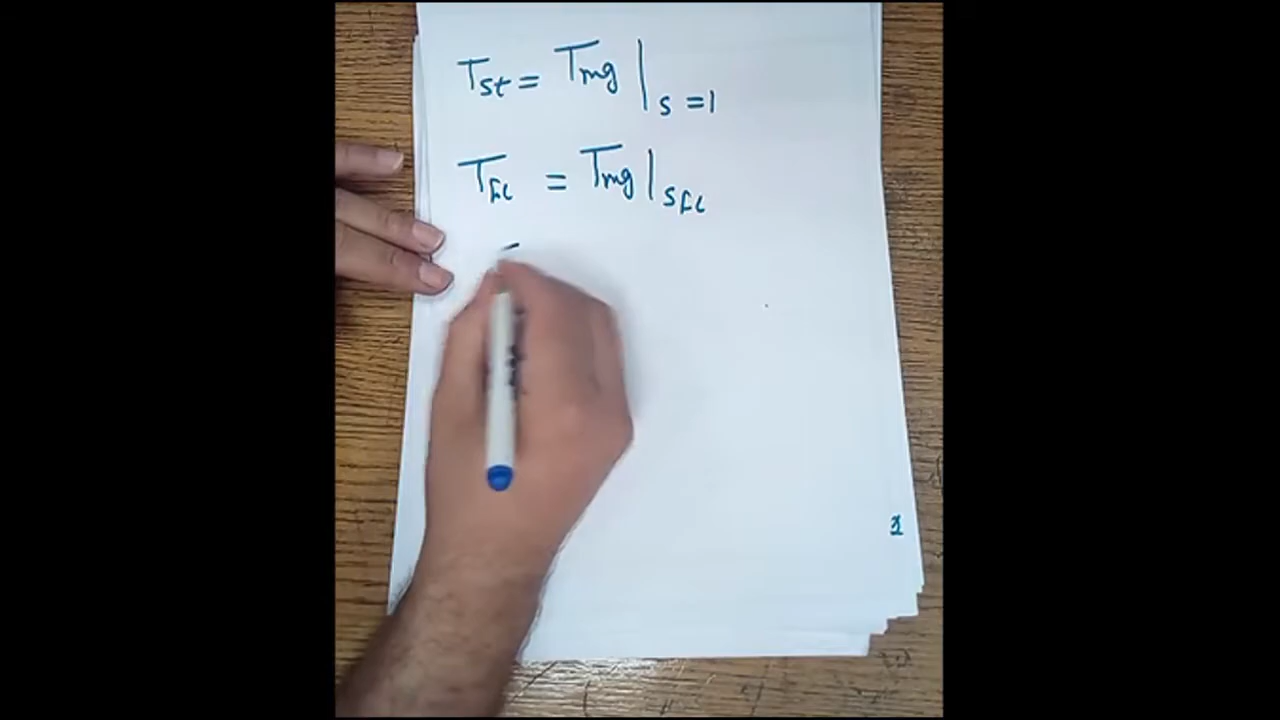 Tst = Tmg | s = 1
TFL = Tmg | sFL